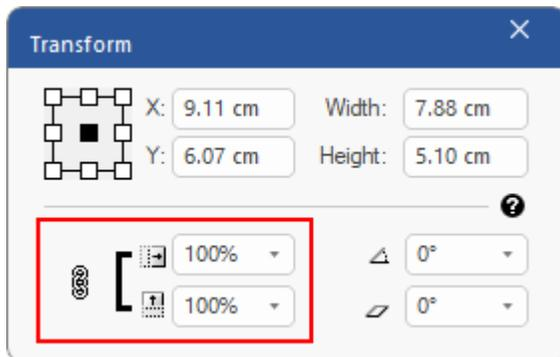 Transform
X: 9.11 cm Width: 7.88 cm
Y: 6.07 cm Height: 5.10 cm
?
100% 0°
100% 0°